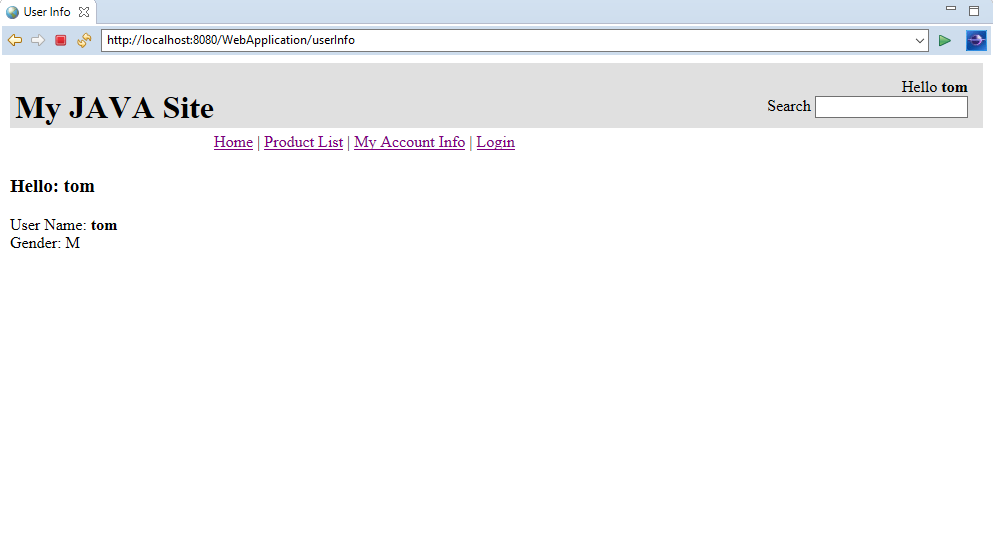 User Info
http://localhost:8080/WebApplication/userInfo
Hello tom
My JAVA Site
Search
Home | Product List | My Account Info | Login
Hello: tom
User Name: tom
Gender: M